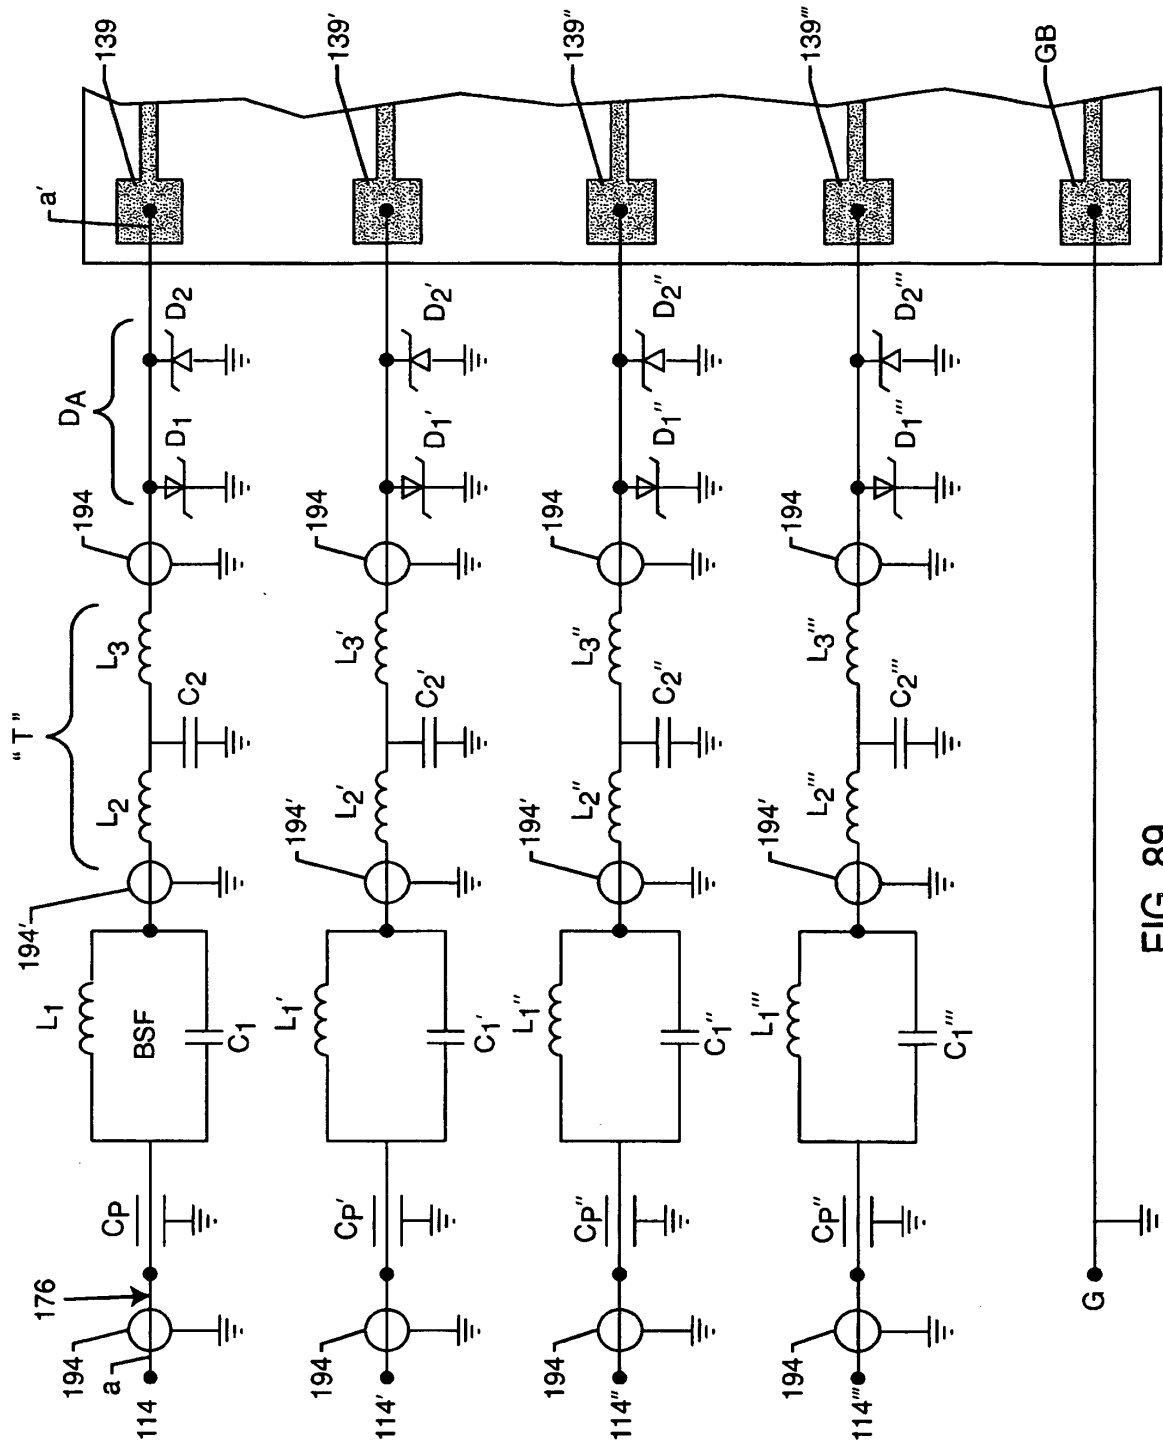 114
a
194
176
CP
L1
BSF
C1
194'
"T"
L2
C2
L3
194
DA
D1
D2
a'
139
114'
194
CP'
L1'
C1'
194'
L2'
C2'
L3'
194
D1'
D2'
139'
114''
194
CP''
L1''
C1''
194'
L2''
C2''
L3''
194
D1''
D2''
139''
114'''
194
CP''
L1'''
C1'''
194'
L2'''
C2'''
L3'''
194
D1'''
D2'''
139'''
G
GB
FIG. 89